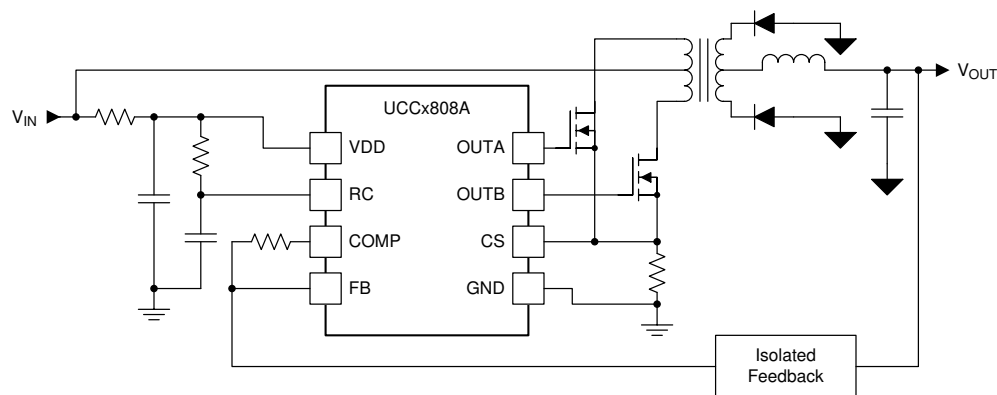 UCCx808A
V_OUT
V_IN
VDD
OUTA
RC
OUTB
COMP
CS
FB
GND
Isolated
Feedback